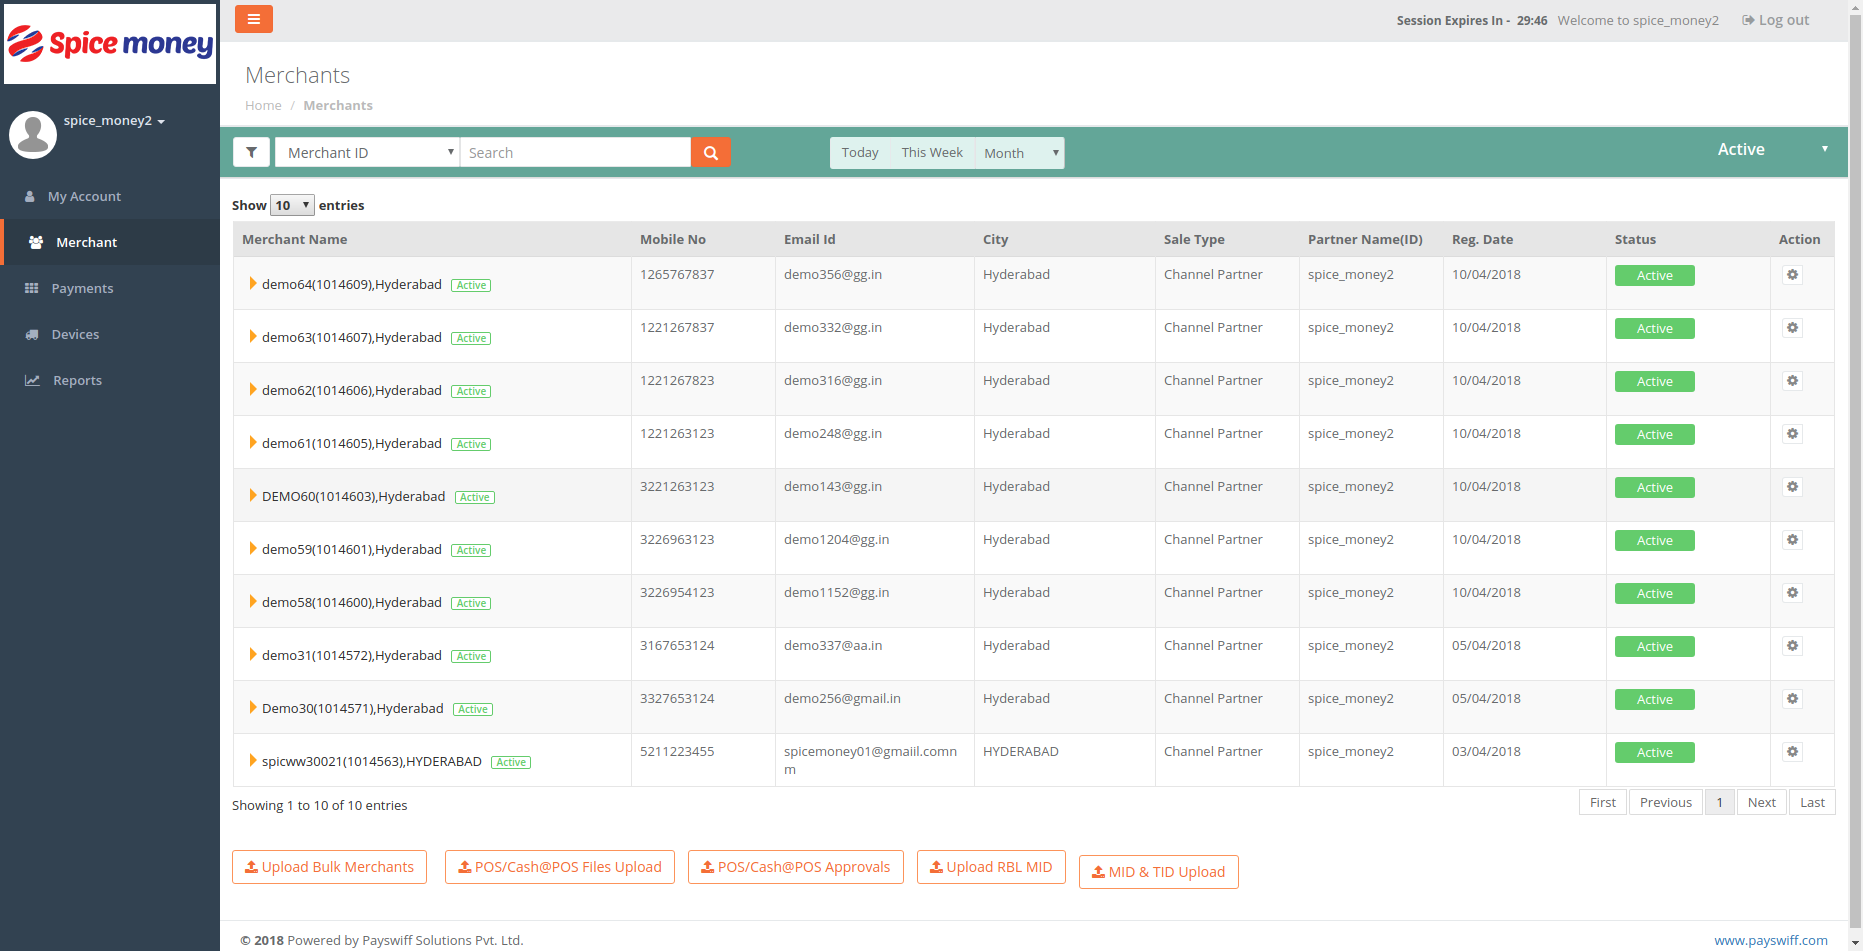 Spice money
Session Expires In - 29:46 Welcome to spice_money2 Log out
Merchants
Home / Merchants
spice_money2
My Account
Merchant
Payments
Devices
Reports
Merchant ID Search Today This Week Month Active
Show 10 entries
Merchant Name Mobile No Email Id City Sale Type Partner Name(ID) Reg. Date Status Action
demo64(1014609),Hyderabad Active 1265767837 demo356@gg.in Hyderabad Channel Partner spice_money2 10/04/2018 Active
demo63(1014607),Hyderabad Active 1221267837 demo332@gg.in Hyderabad Channel Partner spice_money2 10/04/2018 Active
demo62(1014606),Hyderabad Active 1221267823 demo316@gg.in Hyderabad Channel Partner spice_money2 10/04/2018 Active
demo61(1014605),Hyderabad Active 1221263123 demo248@gg.in Hyderabad Channel Partner spice_money2 10/04/2018 Active
DEMO60(1014603),Hyderabad Active 3221263123 demo143@gg.in Hyderabad Channel Partner spice_money2 10/04/2018 Active
demo59(1014601),Hyderabad Active 3226963123 demo1204@gg.in Hyderabad Channel Partner spice_money2 10/04/2018 Active
demo58(1014600),Hyderabad Active 3226954123 demo1152@gg.in Hyderabad Channel Partner spice_money2 10/04/2018 Active
demo31(1014572),Hyderabad Active 3167653124 demo337@aa.in Hyderabad Channel Partner spice_money2 05/04/2018 Active
Demo30(1014571),Hyderabad Active 3327653124 demo256@gmail.in Hyderabad Channel Partner spice_money2 05/04/2018 Active
spicww30021(1014563),HYDERABAD Active 5211223455 spicemoney01@gmaiil.comn HYDERABAD Channel Partner spice_money2 03/04/2018 Active
m
Showing 1 to 10 of 10 entries First Previous 1 Next Last
Upload Bulk Merchants POS/Cash@POS Files Upload POS/Cash@POS Approvals Upload RBL MID MID & TID Upload
© 2018 Powered by Payswiff Solutions Pvt. Ltd. www.payswiff.com